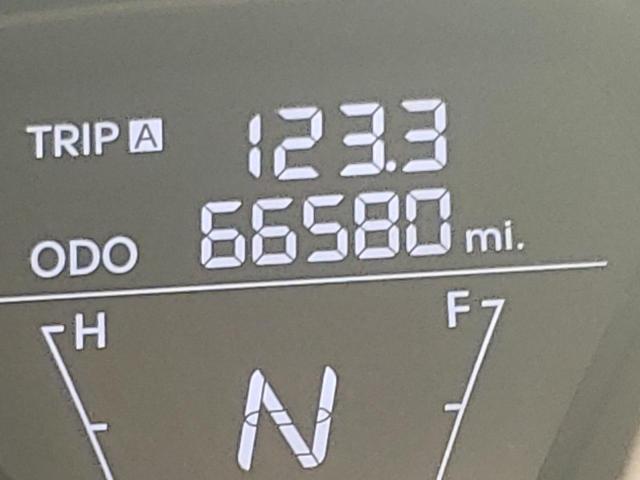 TRIP A 123.3
ODO 66580 mi.
H F
N